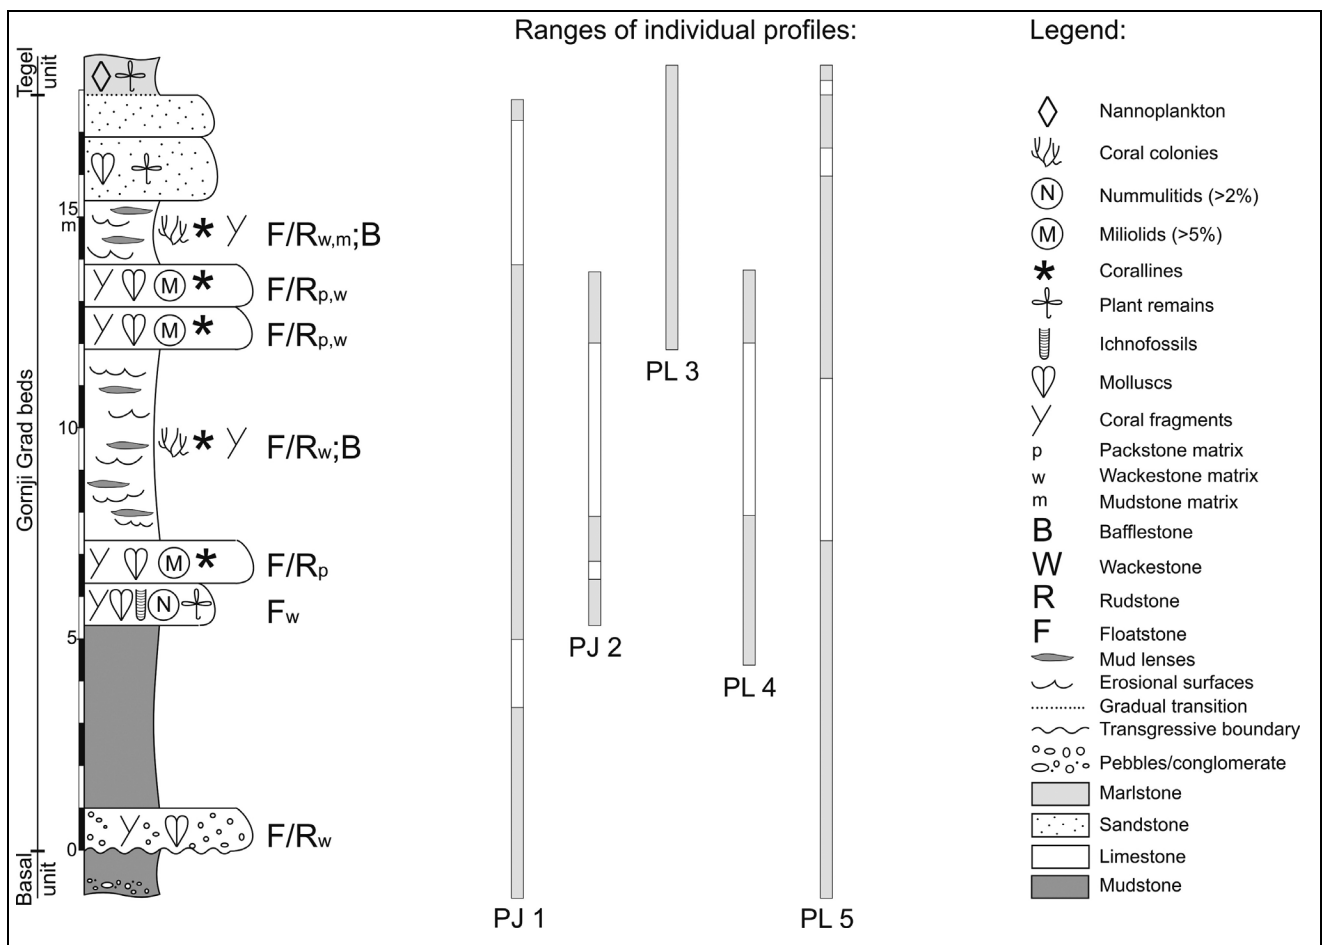 Ranges of individual profiles:
Legend:
Tegel
unit
Gornji Grad beds
Basal
unit
15
m
10
5
0
F/Rw,m;B
M
F/Rp,w
M
F/Rp,w
F/Rw;B
M
F/Rp
N
Fw
F/Rw
PJ 1
PJ 2
PL 3
PL 4
PL 5
Nannoplankton
Coral colonies
N Nummulitids (>2%)
M Miliolids (>5%)
Corallines
Plant remains
Ichnofossils
Molluscs
Coral fragments
p Packstone matrix
w Wackestone matrix
m Mudstone matrix
B Bafflestone
W Wackestone
R Rudstone
F Floatstone
Mud lenses
Erosional surfaces
Gradual transition
Transgressive boundary
Pebbles/conglomerate
Marlstone
Sandstone
Limestone
Mudstone